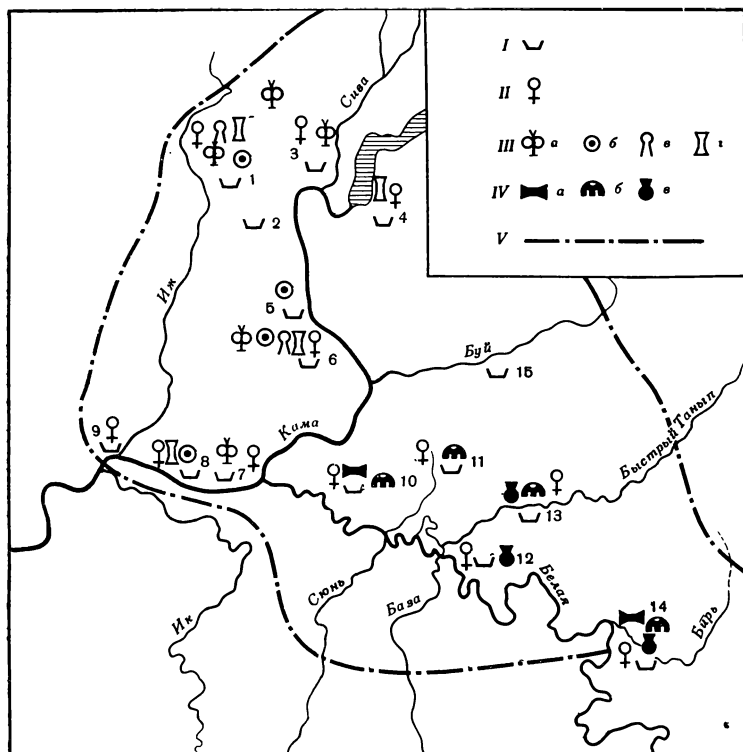 I
II
III а б в г
IV а б в
V
Сива
1
2
3
4
Иж
5
6
Буй
15
Кама
9
8
7
10
11
Быстрый Танып
13
12
Белая
Сюнь
База
Ик
14
Бирь